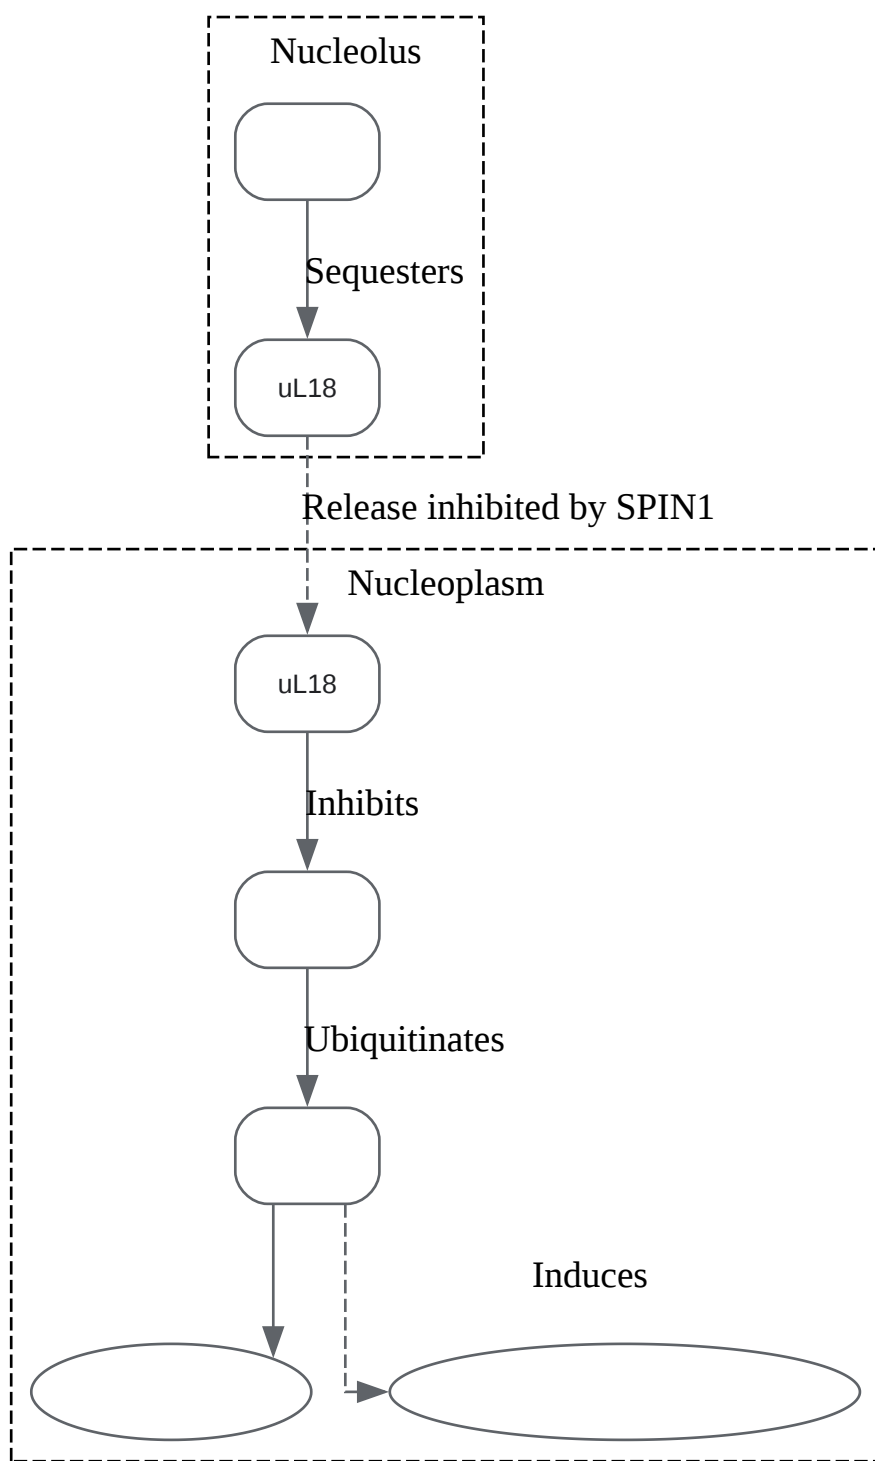 Nucleolus
Sequesters
uL18
Release inhibited by SPIN1
Nucleoplasm
uL18
Inhibits
Ubiquitinates
Induces